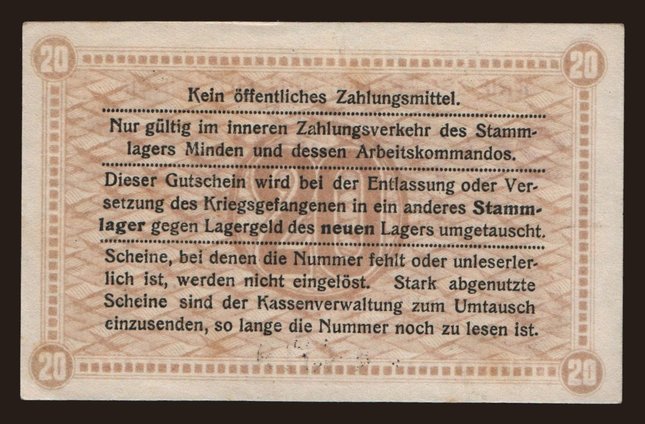 20 20
Kein öffentliches Zahlungsmittel.
Nur gültig im inneren Zahlungsverkehr des Stamm-
lagers Minden und dessen Arbeitskommandos.
Dieser Gutschein wird bei der Entlassung oder Ver-
setzung des Kriegsgefangenen in ein anderes Stamm-
lager gegen Lagergeld des neuen Lagers umgetauscht.
Scheine, bei denen die Nummer fehlt oder unleserler-
lich ist, werden nicht eingelöst. Stark abgenutzte
Scheine sind der Kassenverwaltung zum Umtausch
einzusenden, so lange die Nummer noch zu lesen ist.
20 20